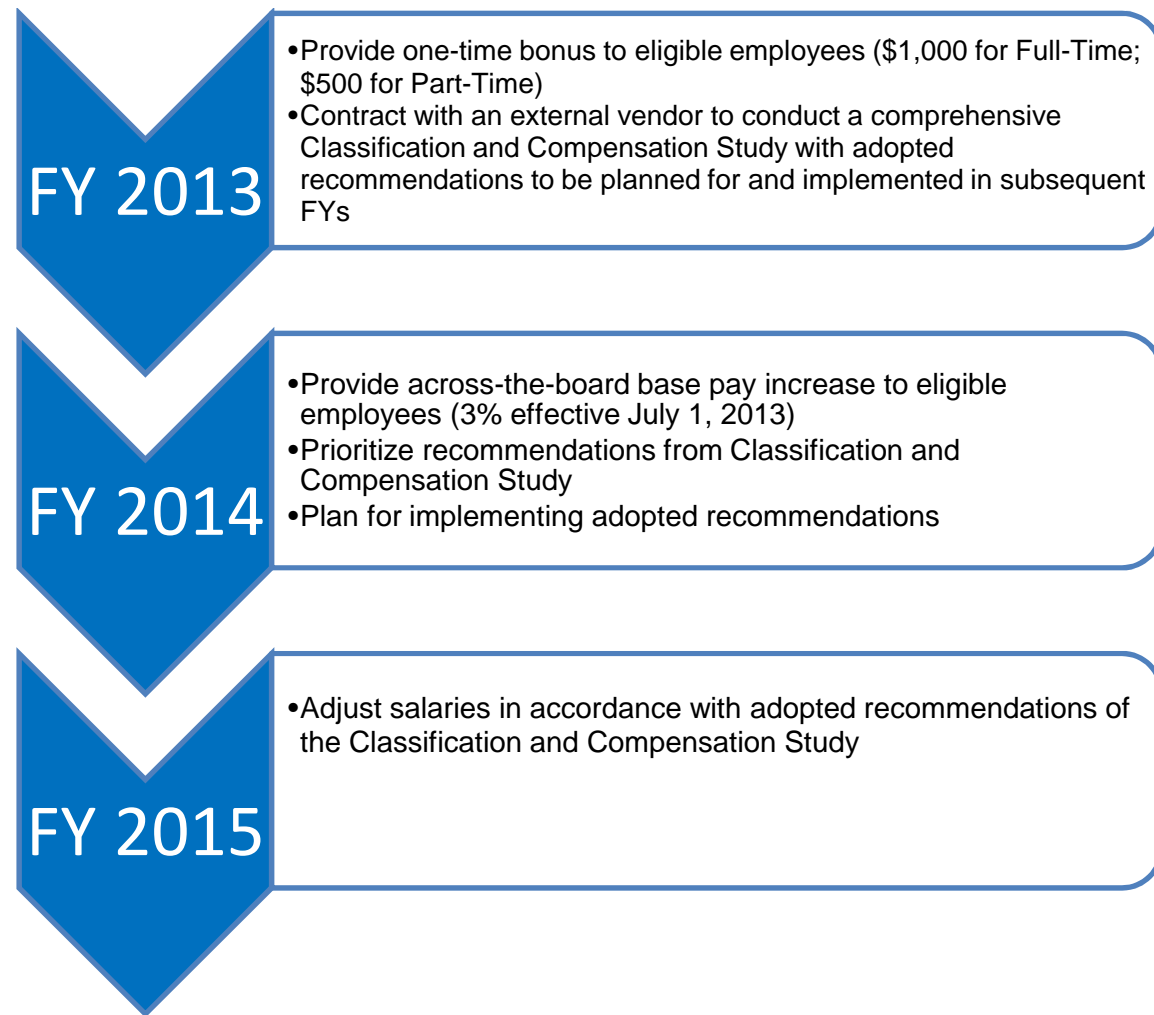 FY 2013
•Provide one-time bonus to eligible employees ($1,000 for Full-Time;
$500 for Part-Time)
•Contract with an external vendor to conduct a comprehensive
Classification and Compensation Study with adopted
recommendations to be planned for and implemented in subsequent
FYs
FY 2014
•Provide across-the-board base pay increase to eligible
employees (3% effective July 1, 2013)
•Prioritize recommendations from Classification and
Compensation Study
•Plan for implementing adopted recommendations
FY 2015
•Adjust salaries in accordance with adopted recommendations of
the Classification and Compensation Study